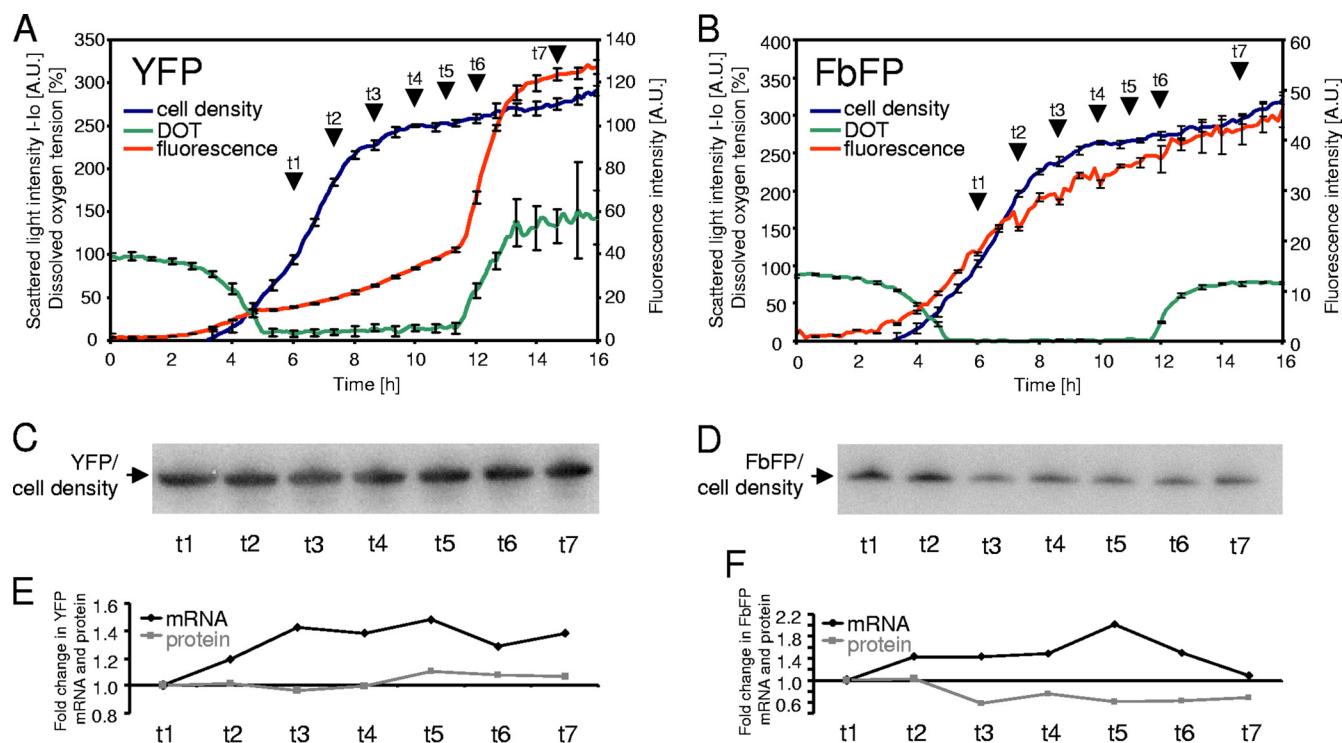 A
YFP
cell density
DOT
fluorescence
Scattered light intensity I-Io [A.U.]
Dissolved oxygen tension [%]
Fluorescence intensity [A.U.]
350
300
250
200
150
100
50
0
140
120
100
80
60
40
20
0
t1
t2
t3
t4
t5
t6
t7
0 2 4 6 8 10 12 14 16
Time [h]
B
FbFP
cell density
DOT
fluorescence
Scattered light intensity I-Io [A.U.]
Dissolved oxygen tension [%]
Fluorescence intensity [A.U.]
400
350
300
250
200
150
100
50
0
60
50
40
30
20
10
0
t1
t2
t3
t4
t5
t6
t7
0 2 4 6 8 10 12 14 16
Time [h]
C
YFP/
cell density
t1 t2 t3 t4 t5 t6 t7
D
FbFP/
cell density
t1 t2 t3 t4 t5 t6 t7
E
Fold change in YFP
mRNA and protein
1.6
1.4
1.2
1.0
0.8
mRNA
protein
t1 t2 t3 t4 t5 t6 t7
F
Fold change in FbFP
mRNA and protein
2.2
1.8
1.4
1.0
0.6
mRNA
protein
t1 t2 t3 t4 t5 t6 t7